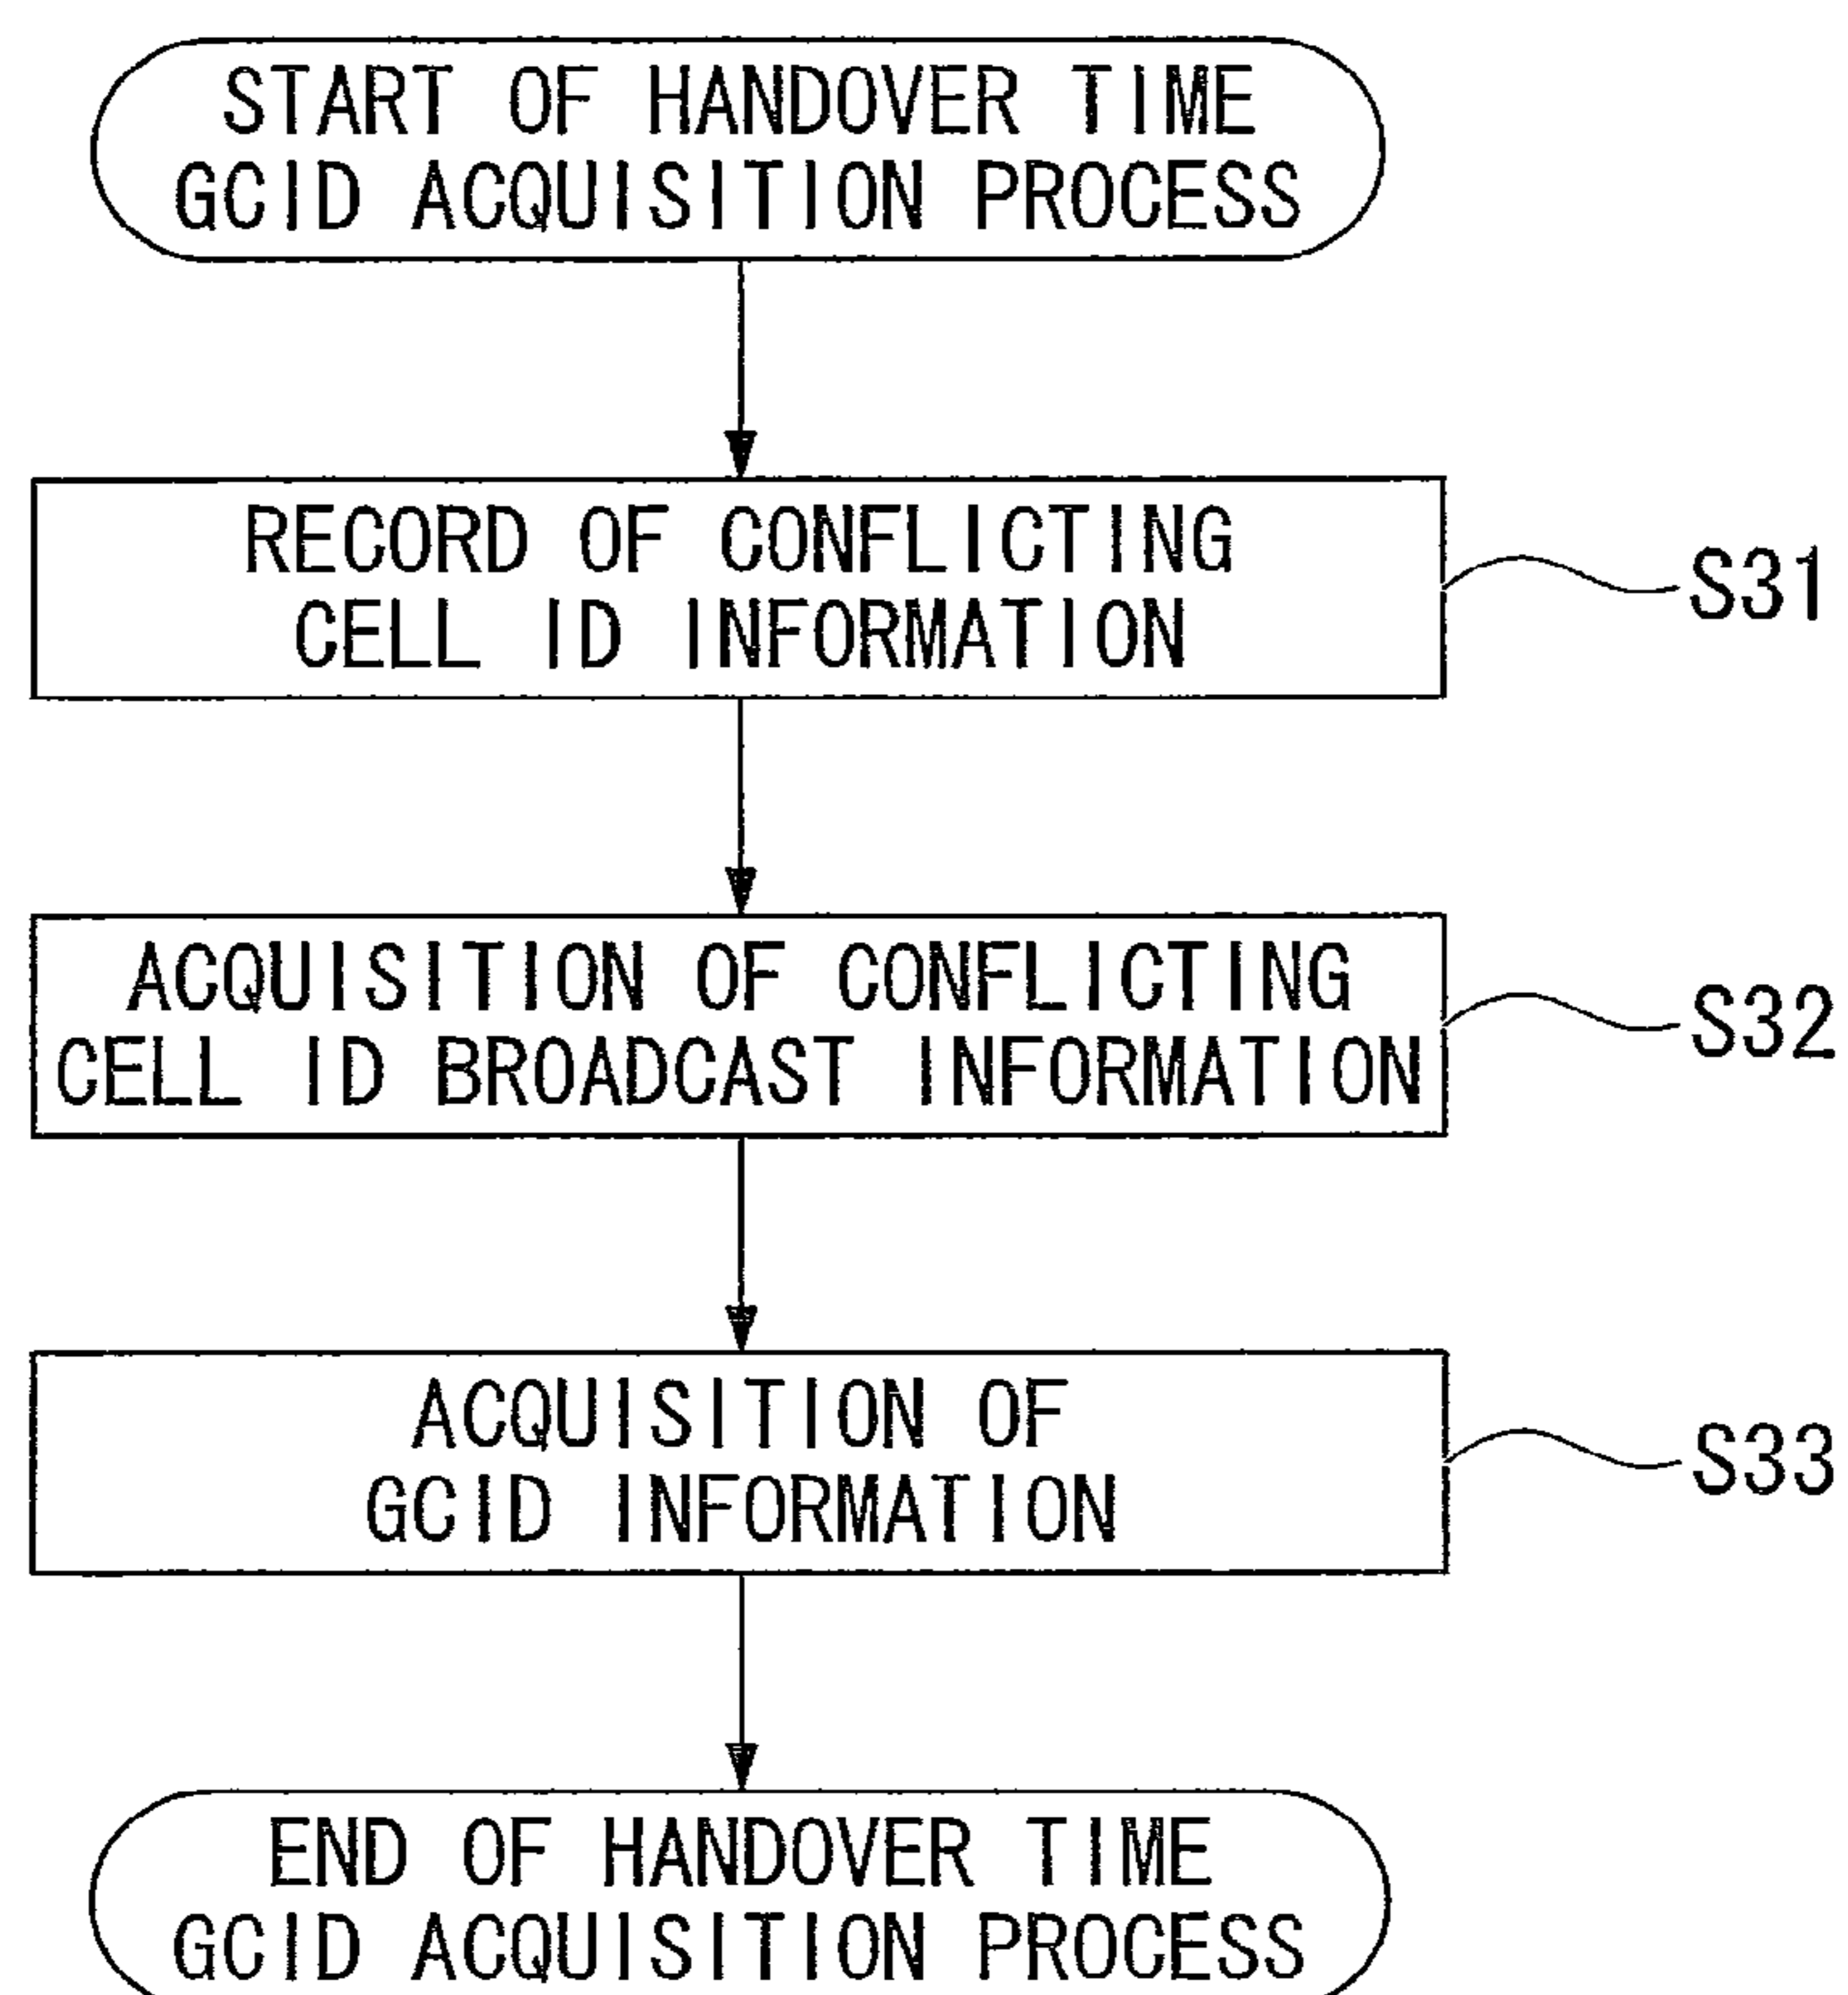 START OF HANDOVER TIME
GCID ACQUISITION PROCESS
RECORD OF CONFLICTING
CELL ID INFORMATION
S31
ACQUISITION OF CONFLICTING
CELL ID BROADCAST INFORMATION
S32
ACQUISITION OF
GCID INFORMATION
S33
END OF HANDOVER TIME
GCID ACQUISITION PROCESS